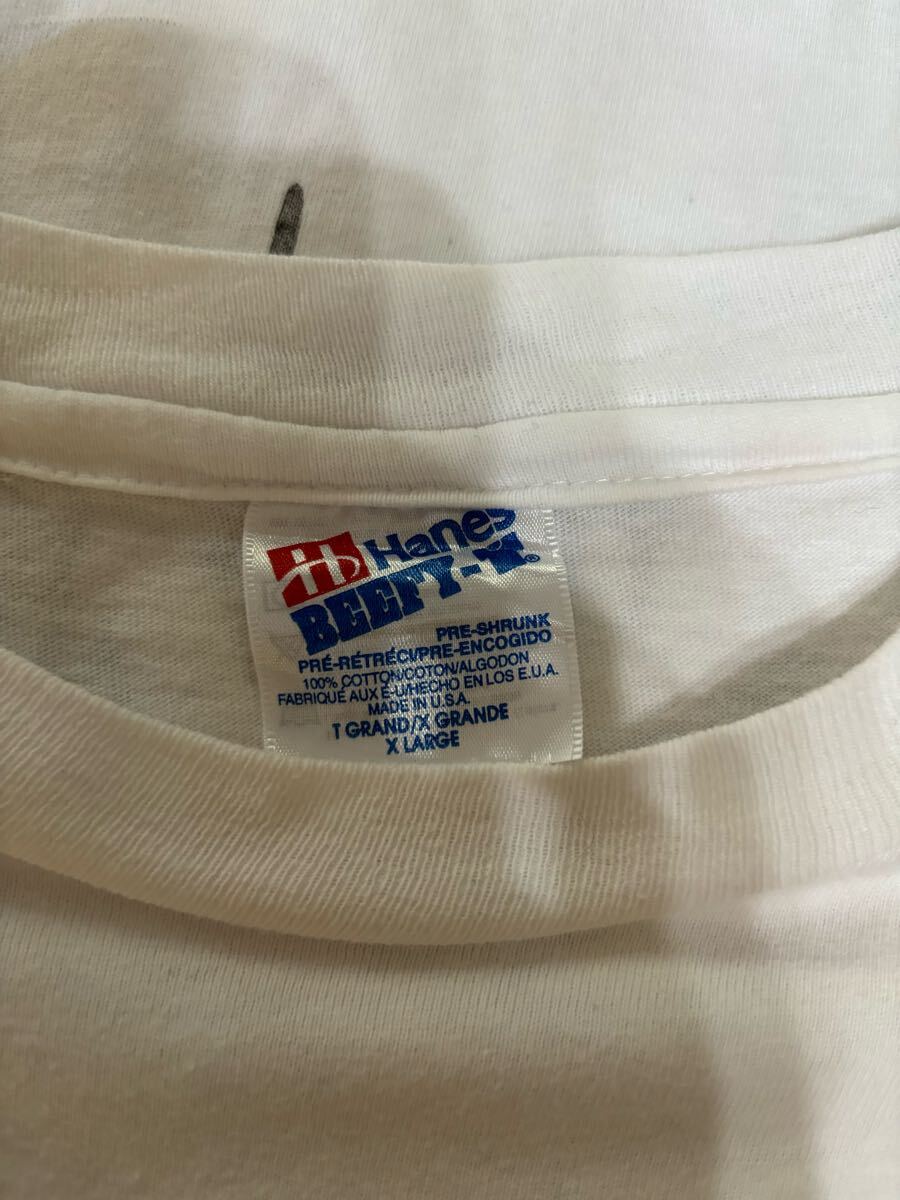 Hanes
BEEFY-T®
PRE-SHRUNK
PRÉ-RÉTRÉCI/PRE-ENCOGIDO
100% COTTON/COTON/ALGODON
FABRIQUÉ AUX É-U/HECHO EN LOS E.U.A.
MADE IN U.S.A.
T GRAND/X GRANDE
X LARGE